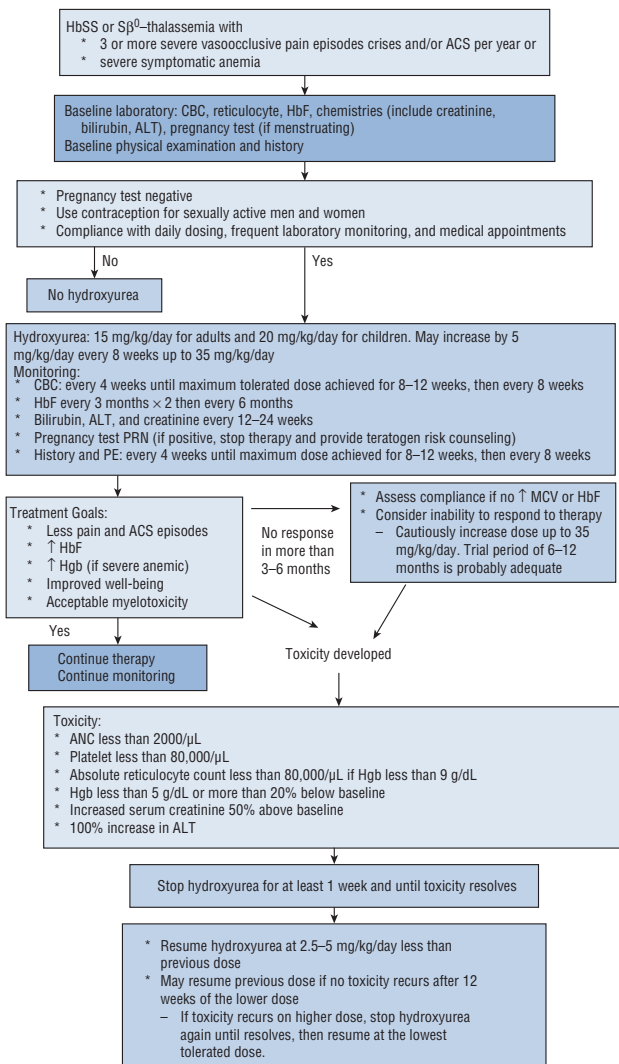 HbSS or Sβ⁰–thalassemia with
* 3 or more severe vasoocclusive pain episodes crises and/or ACS per year or
* severe symptomatic anemia
Baseline laboratory: CBC, reticulocyte, HbF, chemistries (include creatinine,
bilirubin, ALT), pregnancy test (if menstruating)
Baseline physical examination and history
* Pregnancy test negative
* Use contraception for sexually active men and women
* Compliance with daily dosing, frequent laboratory monitoring, and medical appointments
No
Yes
No hydroxyurea
Hydroxyurea: 15 mg/kg/day for adults and 20 mg/kg/day for children. May increase by 5
mg/kg/day every 8 weeks up to 35 mg/kg/day
Monitoring:
* CBC: every 4 weeks until maximum tolerated dose achieved for 8–12 weeks, then every 8 weeks
* HbF every 3 months × 2 then every 6 months
* Bilirubin, ALT, and creatinine every 12–24 weeks
* Pregnancy test PRN (if positive, stop therapy and provide teratogen risk counseling)
* History and PE: every 4 weeks until maximum dose achieved for 8–12 weeks, then every 8 weeks
Treatment Goals:
* Less pain and ACS episodes
* ↑ HbF
* ↑ Hgb (if severe anemic)
* Improved well-being
* Acceptable myelotoxicity
No response
in more than
3–6 months
* Assess compliance if no ↑ MCV or HbF
* Consider inability to respond to therapy
– Cautiously increase dose up to 35
mg/kg/day. Trial period of 6–12
months is probably adequate
Yes
Continue therapy
Continue monitoring
Toxicity developed
Toxicity:
* ANC less than 2000/μL
* Platelet less than 80,000/μL
* Absolute reticulocyte count less than 80,000/μL if Hgb less than 9 g/dL
* Hgb less than 5 g/dL or more than 20% below baseline
* Increased serum creatinine 50% above baseline
* 100% increase in ALT
Stop hydroxyurea for at least 1 week and until toxicity resolves
* Resume hydroxyurea at 2.5–5 mg/kg/day less than
previous dose
* May resume previous dose if no toxicity recurs after 12
weeks of the lower dose
– If toxicity recurs on higher dose, stop hydroxyurea
again until resolves, then resume at the lowest
tolerated dose.